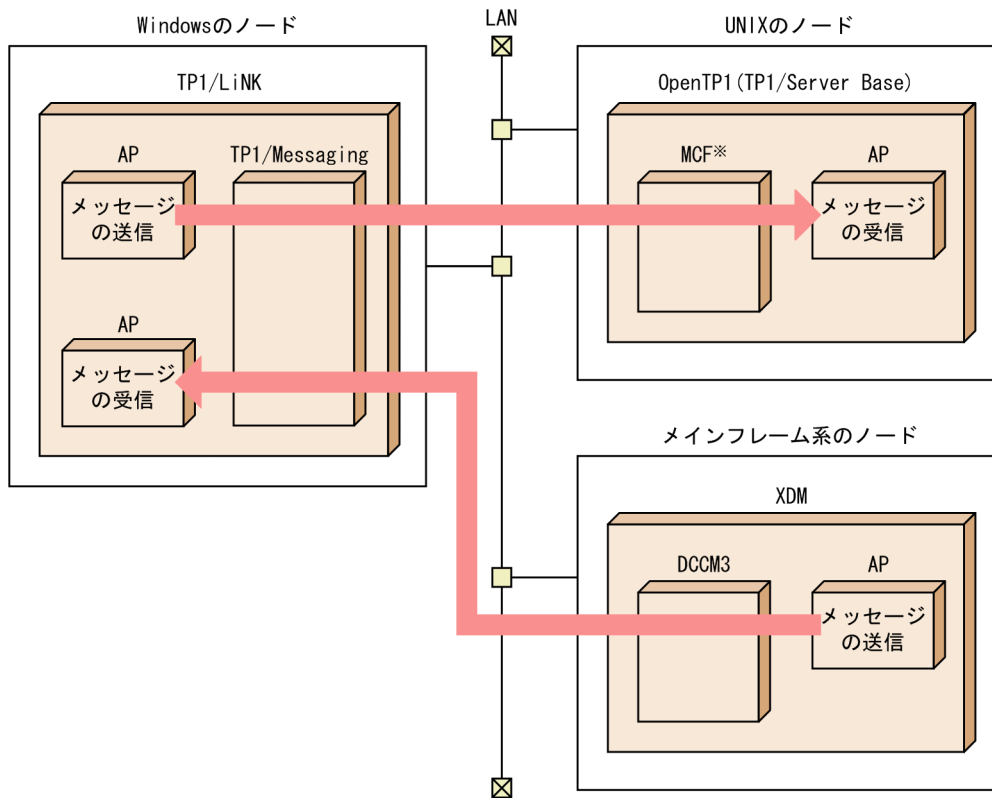 Windowsのノード
LAN
UNIXのノード
TP1/LiNK
OpenTP1(TP1/Server Base)
AP
TP1/Messaging
MCF※
AP
メッセージ
の送信
メッセージ
の受信
AP
メッセージ
の受信
メインフレーム系のノード
XDM
DCCM3
AP
メッセージ
の送信